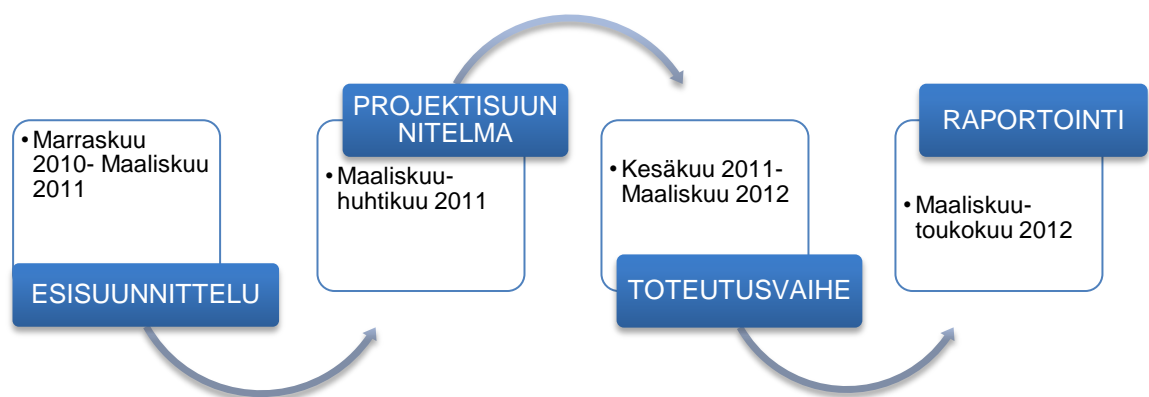 • Marraskuu
2010- Maaliskuu
2011
ESISUUNNITTELU
PROJEKTISUUN
NITELMA
• Maaliskuu-
huhtikuu 2011
• Kesäkuu 2011-
Maaliskuu 2012
TOTEUTUSVAIHE
RAPORTOINTI
• Maaliskuu-
toukokuu 2012